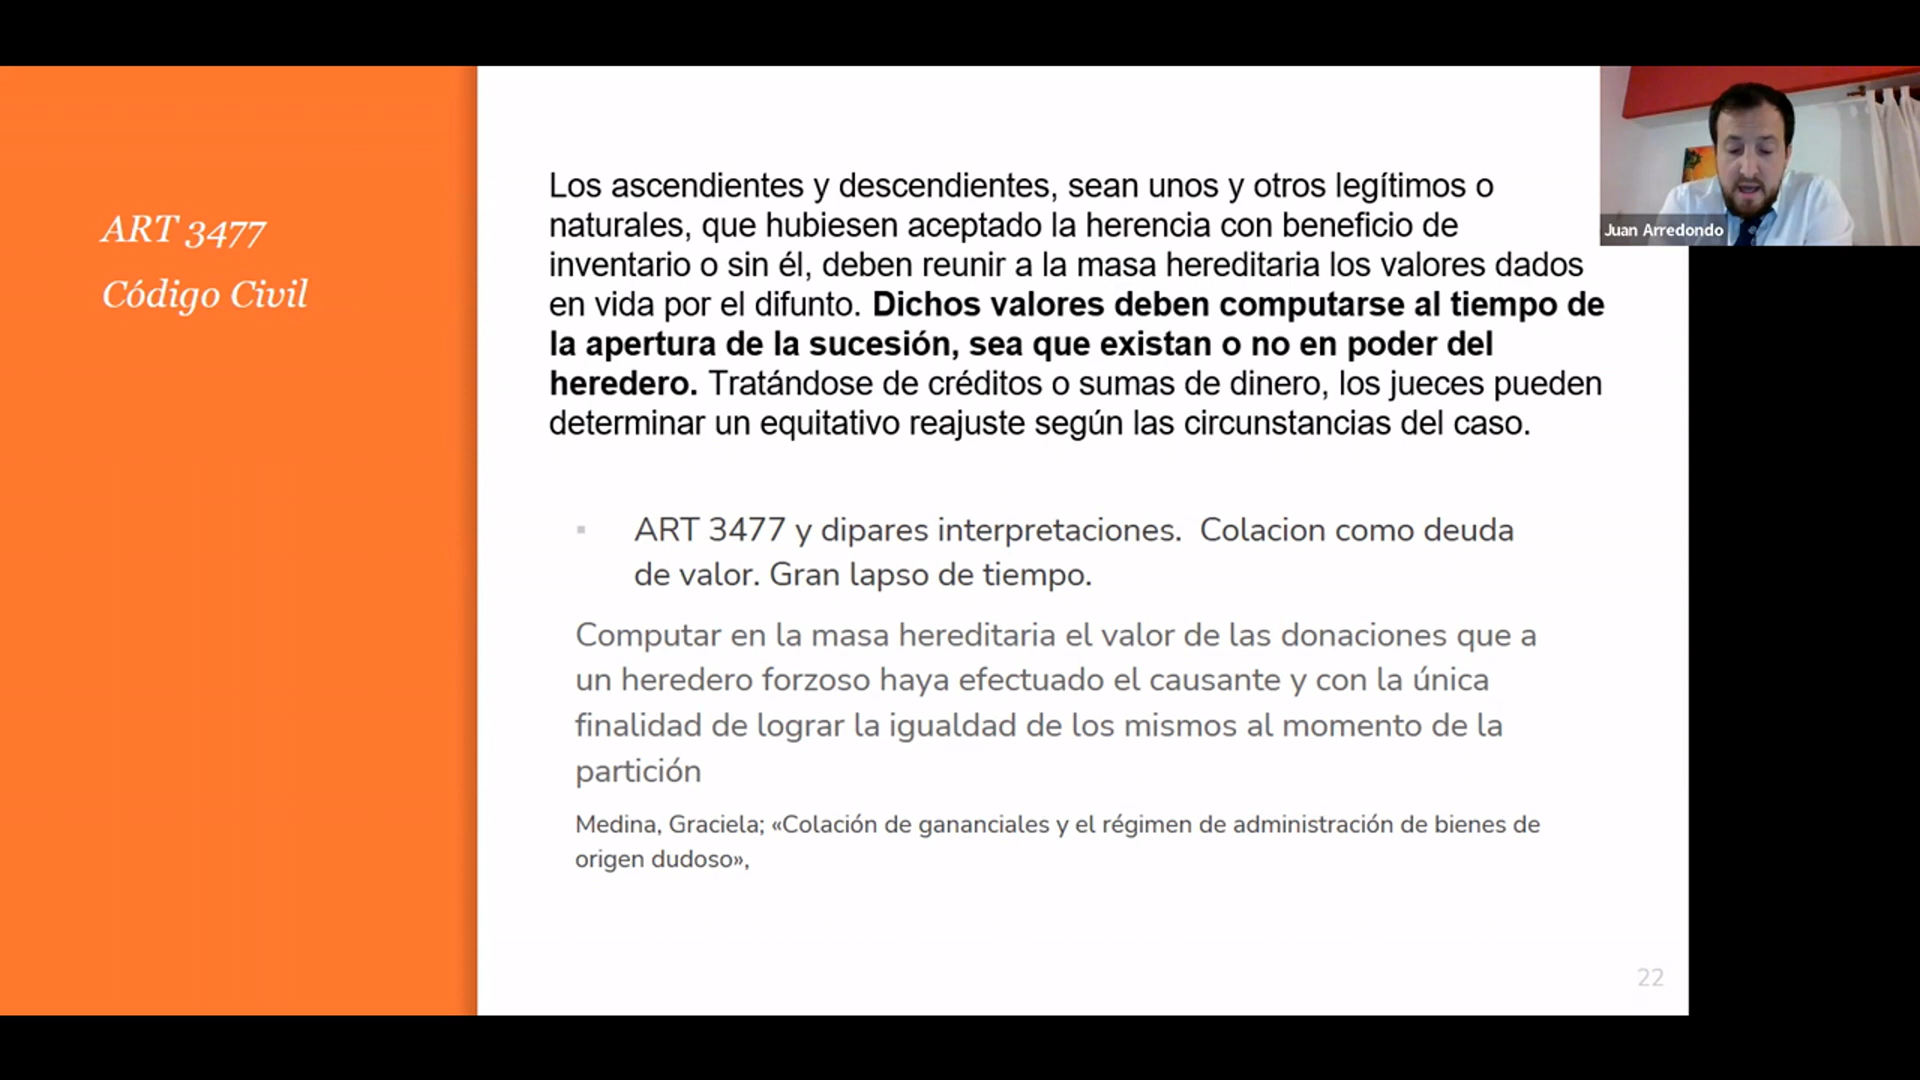 ART 3477
Código Civil
Los ascendientes y descendientes, sean unos y otros legítimos o
naturales, que hubiesen aceptado la herencia con beneficio de
inventario o sin él, deben reunir a la masa hereditaria los valores dados
en vida por el difunto. Dichos valores deben computarse al tiempo de
la apertura de la sucesión, sea que existan o no en poder del
heredero. Tratándose de créditos o sumas de dinero, los jueces pueden
determinar un equitativo reajuste según las circunstancias del caso.
ART 3477 y dipares interpretaciones. Colacion como deuda
de valor. Gran lapso de tiempo.
Computar en la masa hereditaria el valor de las donaciones que a
un heredero forzoso haya efectuado el causante y con la única
finalidad de lograr la igualdad de los mismos al momento de la
partición
Medina, Graciela; «Colación de gananciales y el régimen de administración de bienes de
origen dudoso»,
22
Juan Arredondo